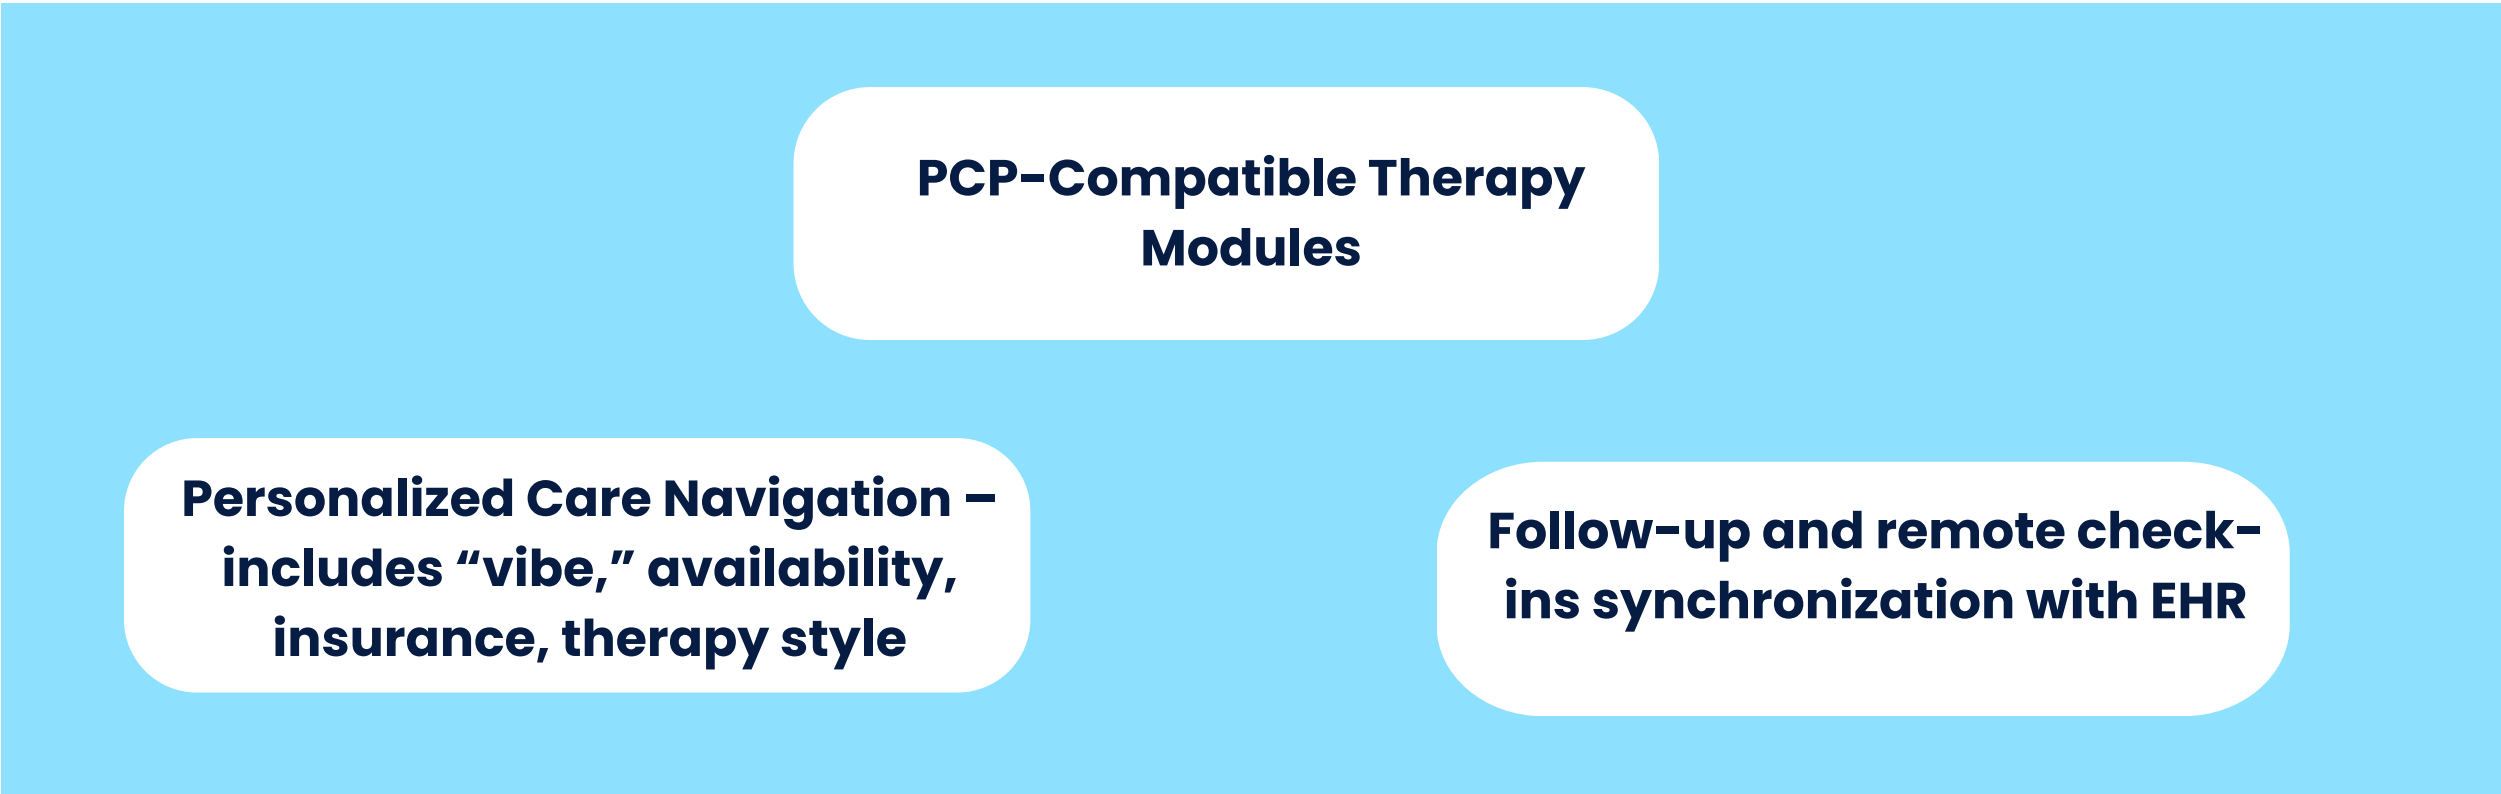 PCP-Compatible Therapy
Modules
Personalized Care Navigation –
includes “vibe,” availability,
insurance, therapy style
Follow-up and remote check-
ins synchronization with EHR